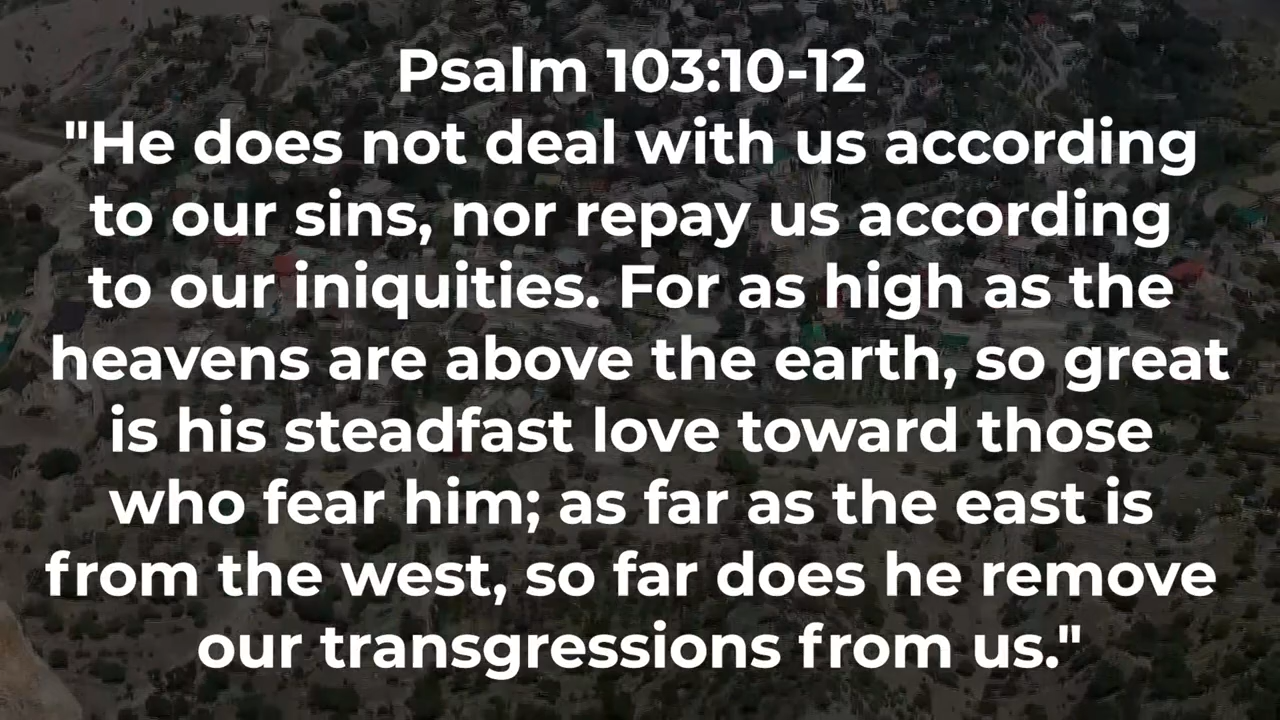 Psalm 103:10-12
"He does not deal with us according
to our sins, nor repay us according
to our iniquities. For as high as the
heavens are above the earth, so great
is his steadfast love toward those
who fear him; as far as the east is
from the west, so far does he remove
our transgressions from us."